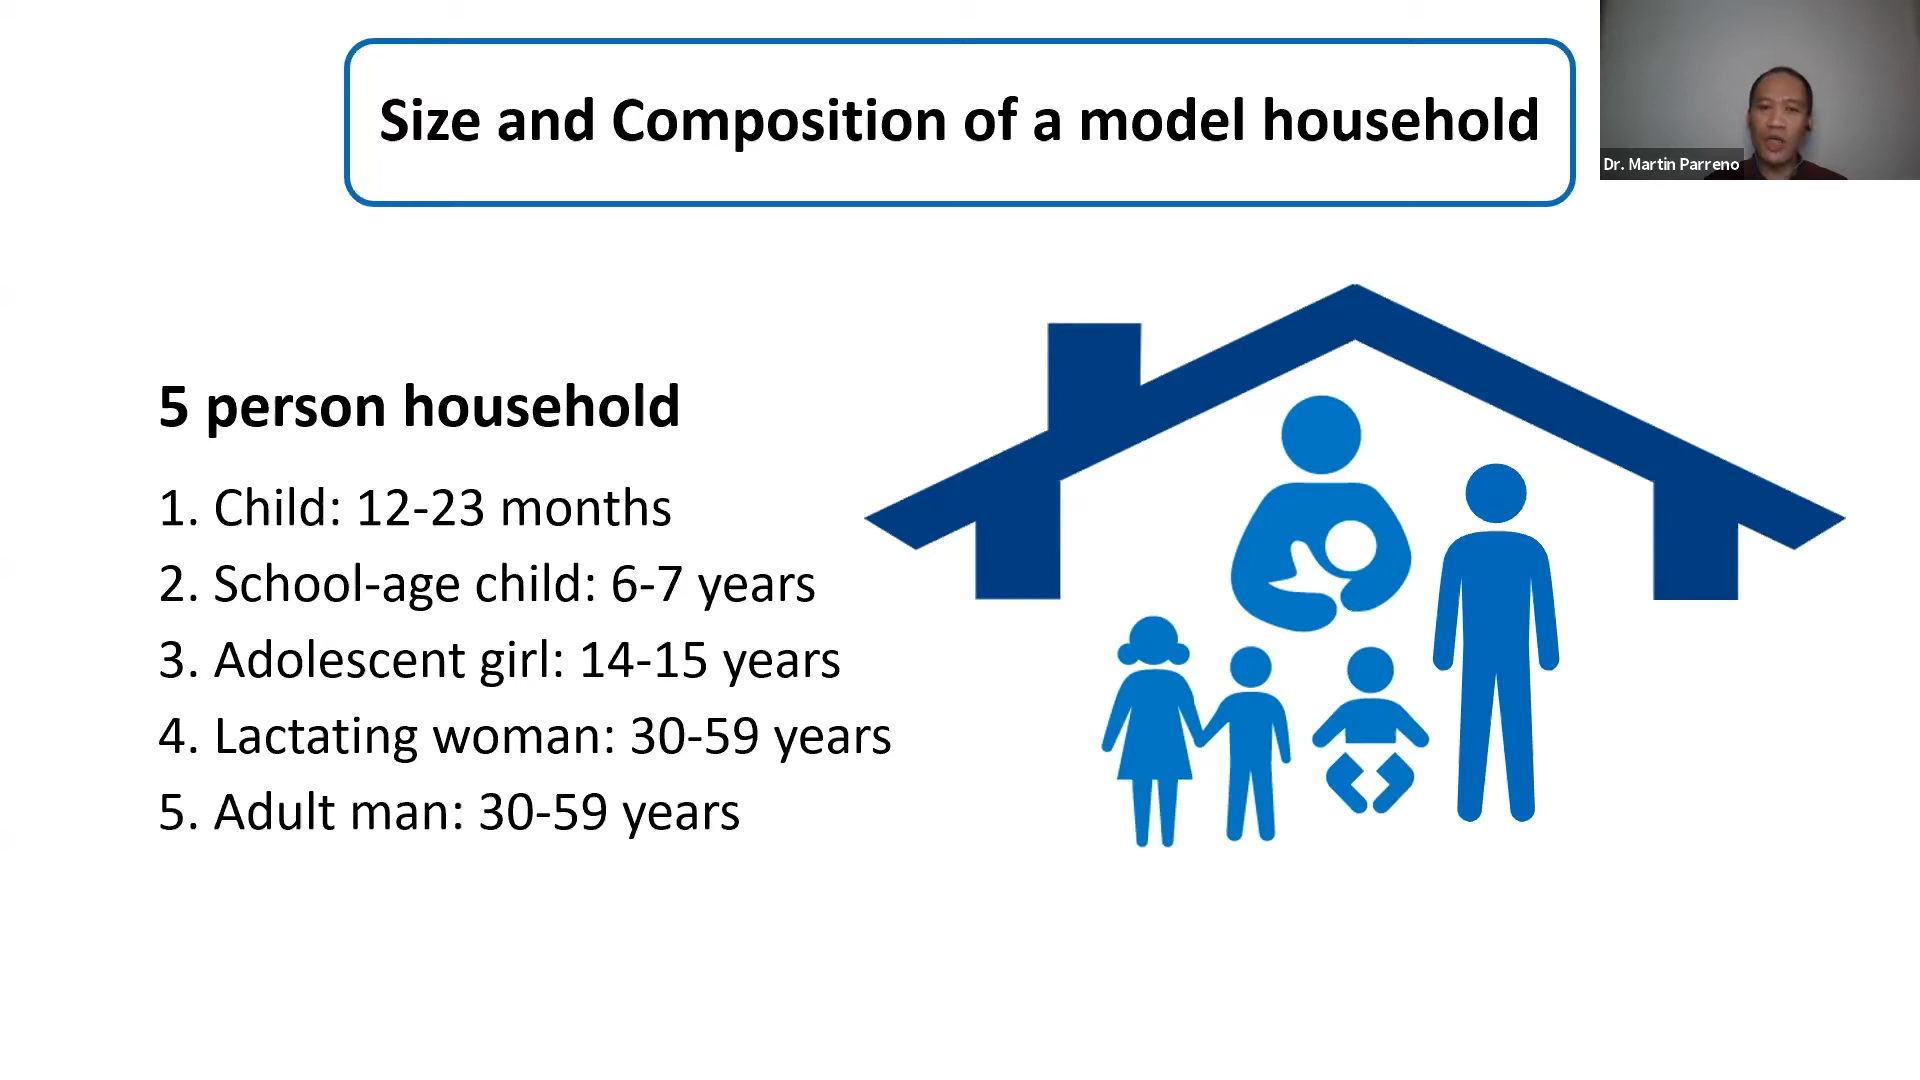 Size and Composition of a model household
Dr. Martin Parreno
5 person household
1. Child: 12-23 months
2. School-age child: 6-7 years
3. Adolescent girl: 14-15 years
4. Lactating woman: 30-59 years
5. Adult man: 30-59 years